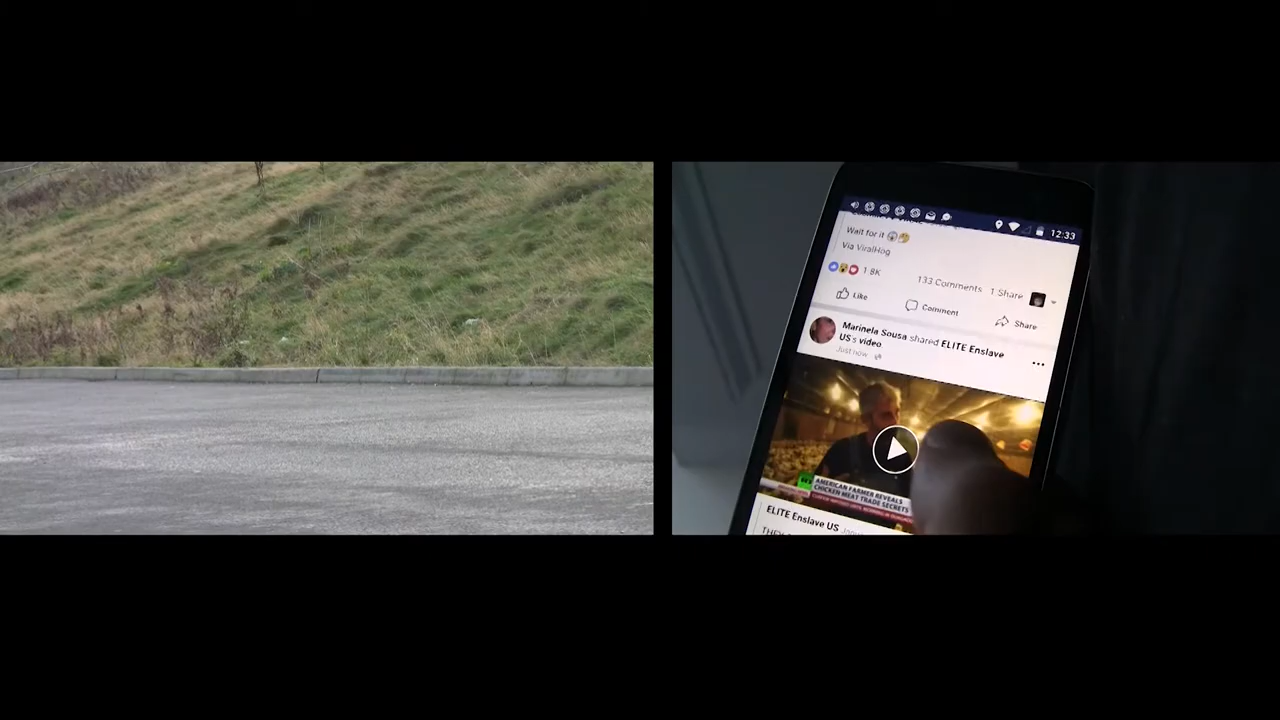 12:33
Wait for it
Via ViralHog
1.8K
133 Comments 1 Share
Like
Comment
Share
Marinela Sousa shared ELITE Enslave
US's video
Just now
RT
AMERICAN FARMER REVEALS
CHICKEN MEAT TRADE SECRETS
ELITE Enslave US